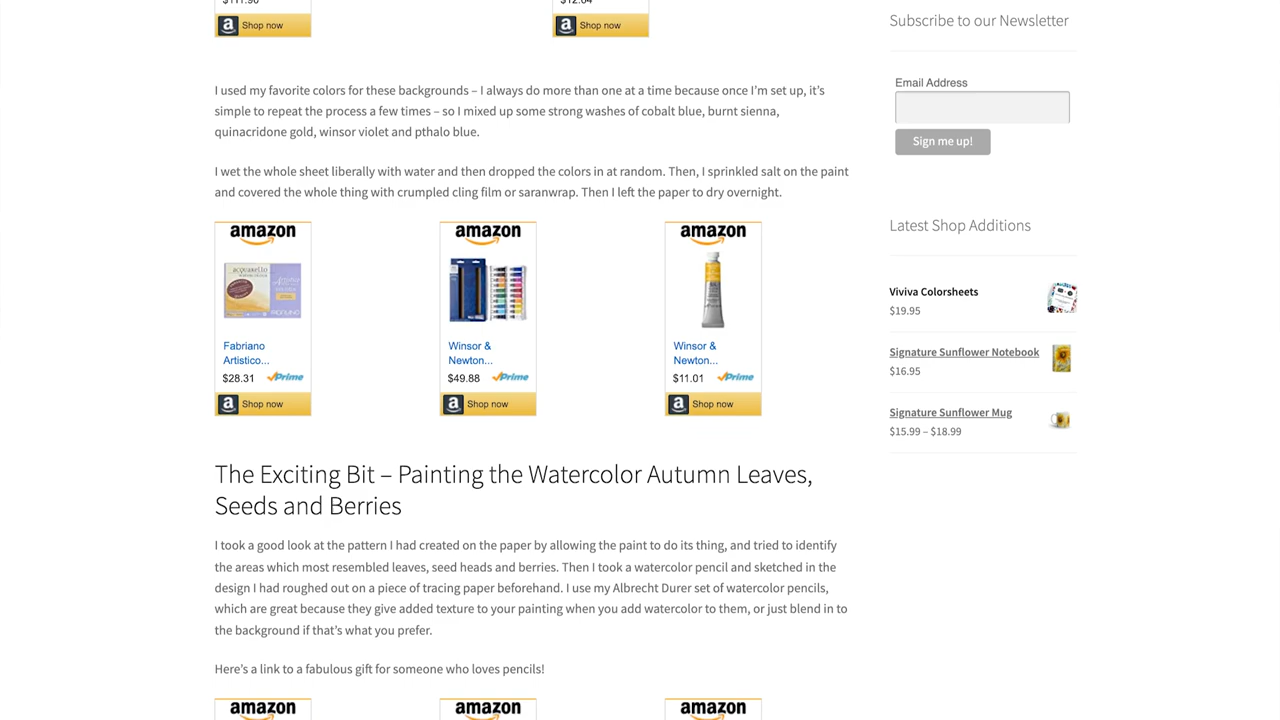 $111.90
$12.04
Shop now
Shop now
I used my favorite colors for these backgrounds – I always do more than one at a time because once I'm set up, it's
simple to repeat the process a few times – so I mixed up some strong washes of cobalt blue, burnt sienna,
quinacridone gold, winsor violet and pthalo blue.
I wet the whole sheet liberally with water and then dropped the colors in at random. Then, I sprinkled salt on the paint
and covered the whole thing with crumpled cling film or saranwrap. Then I left the paper to dry overnight.
amazon
Fabriano
Artistico...
$28.31 Prime
Shop now
amazon
Winsor &
Newton...
$49.88 Prime
Shop now
amazon
Winsor &
Newton...
$11.01 Prime
Shop now
The Exciting Bit – Painting the Watercolor Autumn Leaves,
Seeds and Berries
I took a good look at the pattern I had created on the paper by allowing the paint to do its thing, and tried to identify
the areas which most resembled leaves, seed heads and berries. Then I took a watercolor pencil and sketched in the
design I had roughed out on a piece of tracing paper beforehand. I use my Albrecht Durer set of watercolor pencils,
which are great because they give added texture to your painting when you add watercolor to them, or just blend in to
the background if that's what you prefer.
Here's a link to a fabulous gift for someone who loves pencils!
amazon
amazon
amazon
Subscribe to our Newsletter
Email Address
Sign me up!
Latest Shop Additions
Viviva Colorsheets
$19.95
Signature Sunflower Notebook
$16.95
Signature Sunflower Mug
$15.99 – $18.99